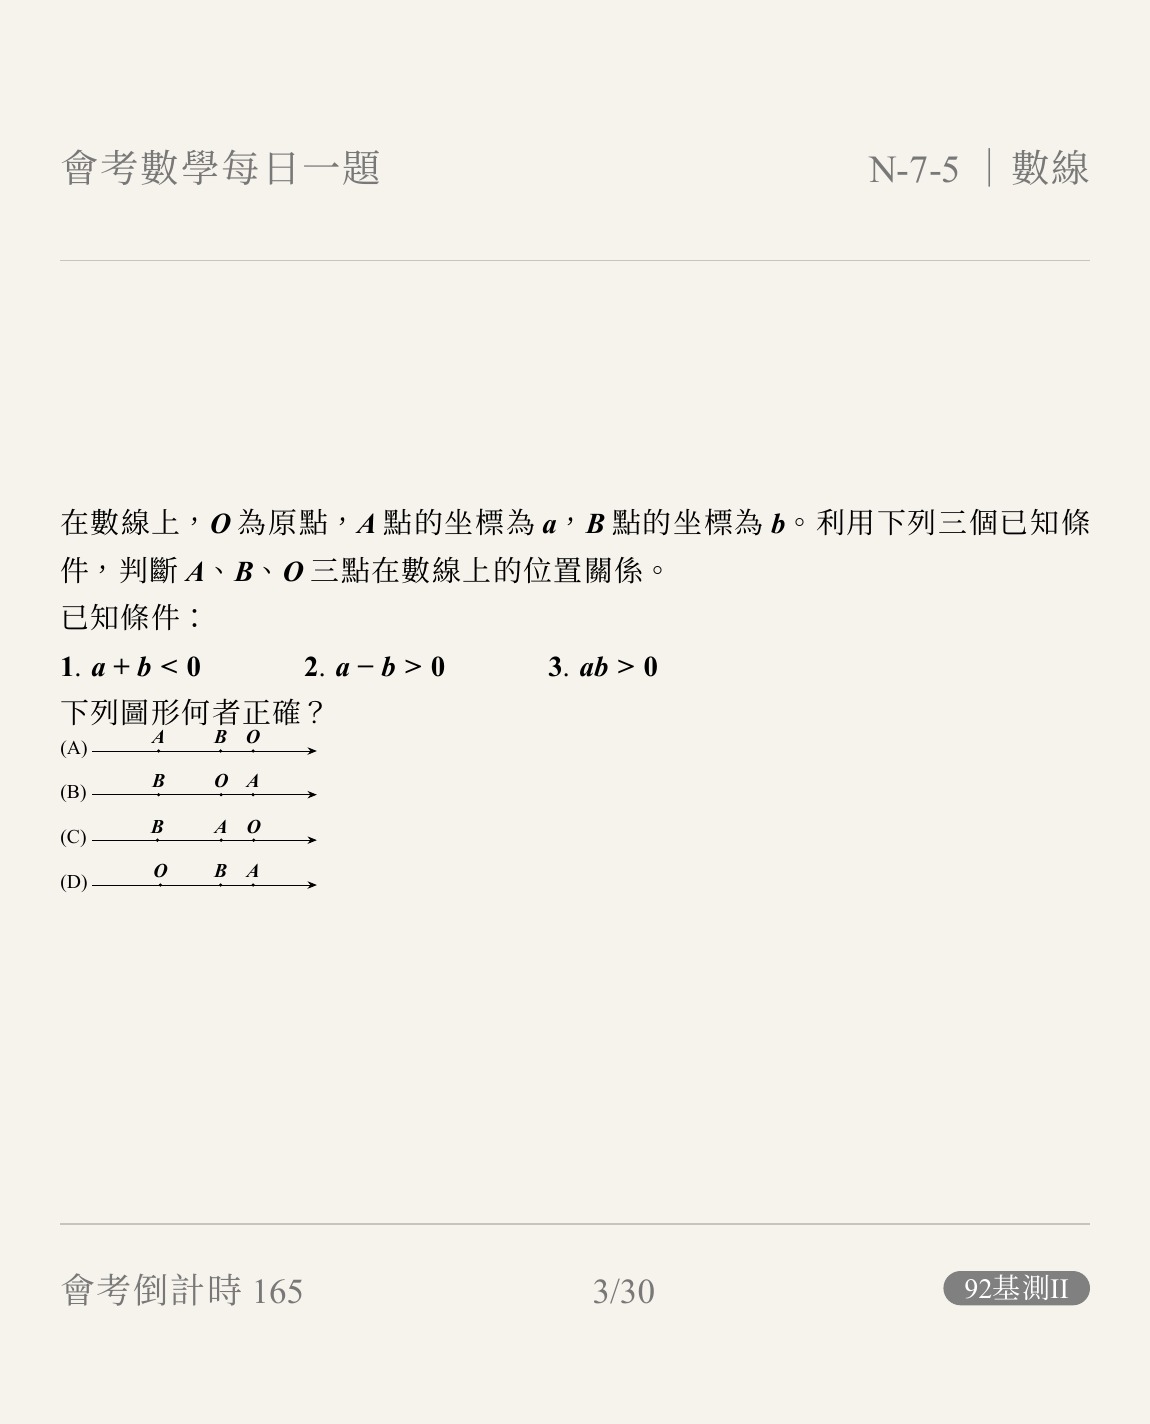 會考數學每日一題
N-7-5 | 數線
在數線上，O 為原點，A 點的坐標為 a，B 點的坐標為 b。利用下列三個已知條
件，判斷 A、B、O 三點在數線上的位置關係。
已知條件：
1. a + b < 0 2. a − b > 0 3. ab > 0
下列圖形何者正確？
A B O
(A)
B O A
(B)
B A O
(C)
O B A
(D)
會考倒計時 165
3/30
92基測II